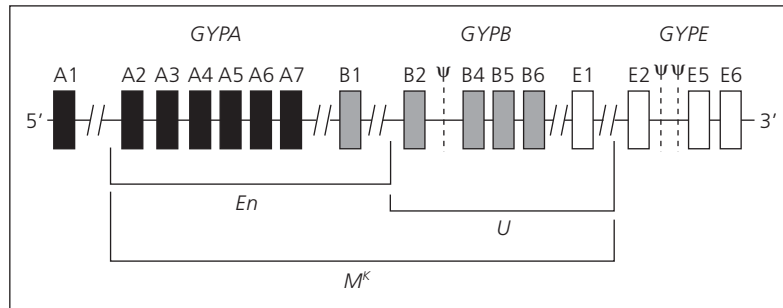 GYPA GYPB GYPE
A1 A2 A3 A4 A5 A6 A7 B1 B2 Ψ B4 B5 B6 E1 E2 Ψ Ψ E5 E6
5′ 3′
En
U
M^K